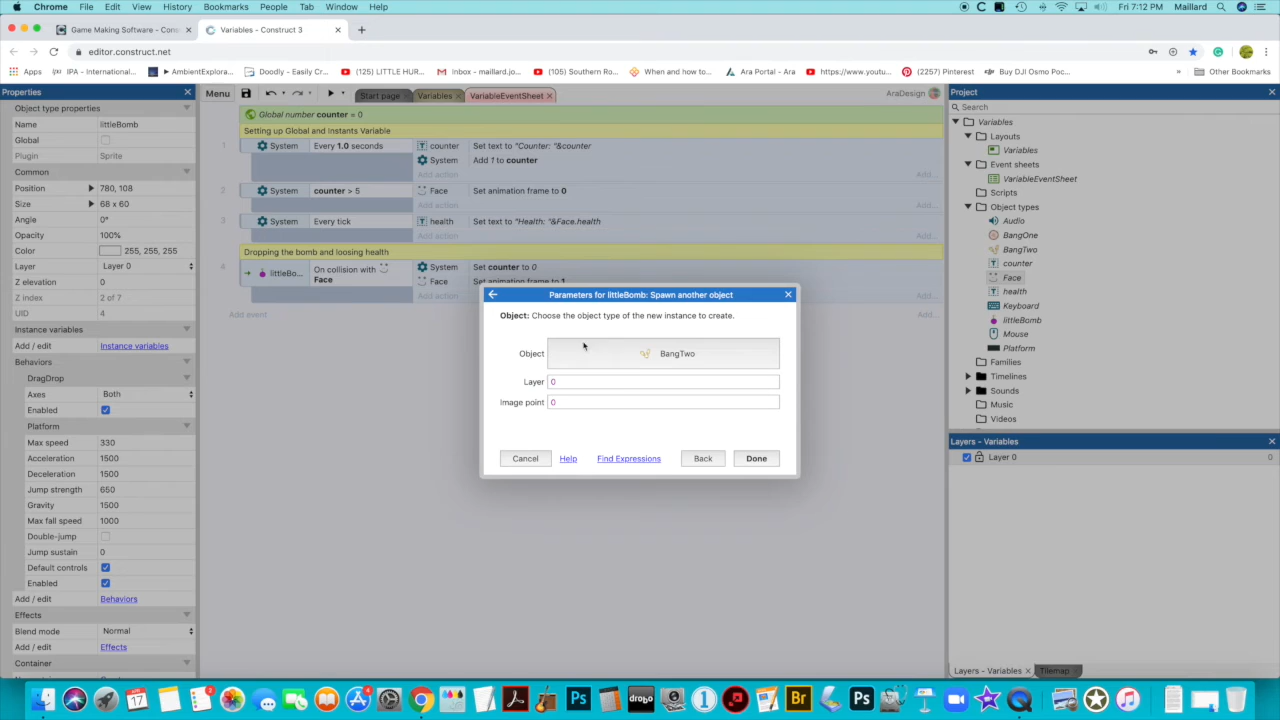 Chrome File Edit View History Bookmarks People Tab Window Help Fri 7:12 PM Maillard
Game Making Software - Cons Variables - Construct 3
editor.construct.net
Apps IPA - International... AmbientExplora... Doodly - Easily Cr... (125) LITTLE HUR... Inbox - maillard.jo... (105) Southern Ro... When and how to... Ara Portal - Ara https://www.youtu... (2257) Pinterest Buy DJI Osmo Poc... » Other Bookmarks
Properties
Menu
Start page
Variables
VariableEventSheet
AraDesign
Project
Object type properties
Name littleBomb
Global
Plugin Sprite
Common
Position 780, 108
Size 68 x 60
Angle 0°
Opacity 100%
Color 255, 255, 255
Layer Layer 0
Z elevation 0
Z index 2 of 7
UID 4
Instance variables
Add / edit Instance variables
Behaviors
DragDrop
Axes Both
Enabled
Platform
Max speed 330
Acceleration 1500
Deceleration 1500
Jump strength 650
Gravity 1500
Max fall speed 1000
Double-jump
Jump sustain 0
Default controls
Enabled
Add / edit Behaviors
Effects
Blend mode Normal
Add / edit Effects
Container
Global number counter = 0
Setting up Global and Instants Variable
1 System Every 1.0 seconds T counter Set text to "Counter: "&counter
System Add 1 to counter
Add action Add...
2 System counter > 5 Face Set animation frame to 0
Add action Add...
3 System Every tick T health Set text to "Health: "&Face.health
Add action Add...
Dropping the bomb and loosing health
4 littleBo... On collision with Face System Set counter to 0
Face Set animation frame to 1
Add action Add...
Add event Add...
Parameters for littleBomb: Spawn another object
Object: Choose the object type of the new instance to create.
Object BangTwo
Layer 0
Image point 0
Cancel Help Find Expressions Back Done
Search
Variables
Layouts
Variables
Event sheets
VariableEventSheet
Scripts
Object types
Audio
BangOne
BangTwo
T counter
Face
T health
Keyboard
littleBomb
Mouse
Platform
Families
Timelines
Sounds
Music
Videos
Layers - Variables
Layer 0 0
Layers - Variables Tilemap